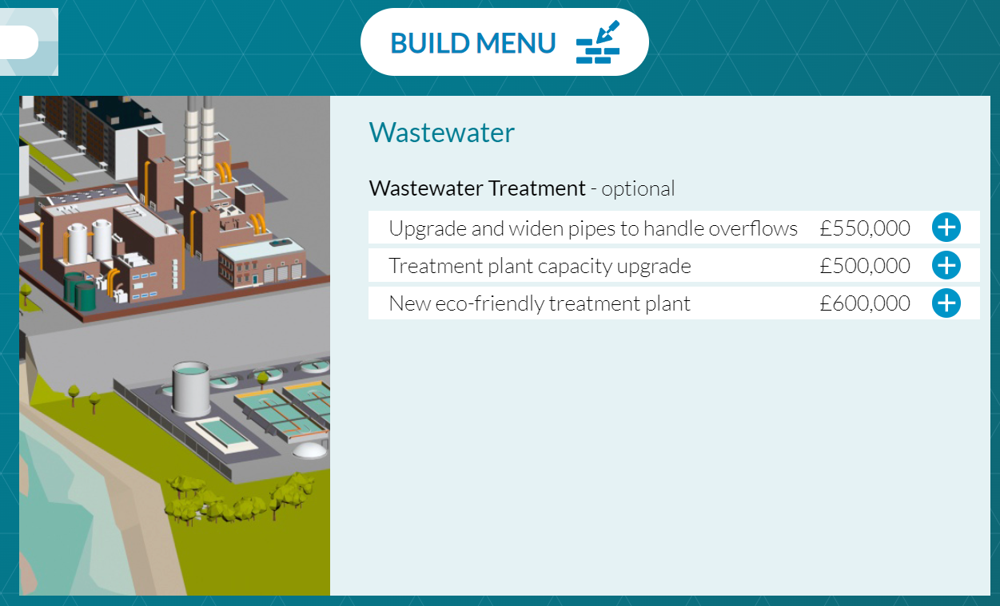 BUILD MENU
Wastewater
Wastewater Treatment - optional
Upgrade and widen pipes to handle overflows £550,000
Treatment plant capacity upgrade £500,000
New eco-friendly treatment plant £600,000